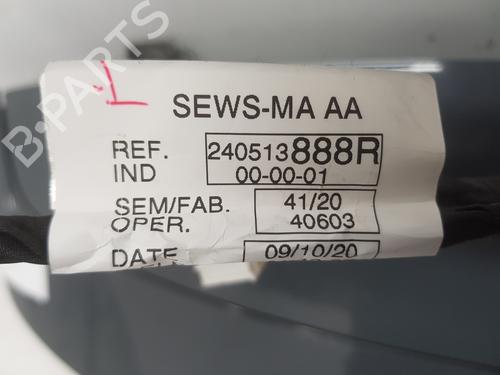 L
SEWS-MA AA
REF. 240513888R
IND 00-00-01
SEM/FAB. 41/20
OPER. 40603
DATE 09/10/20
B-PARTS